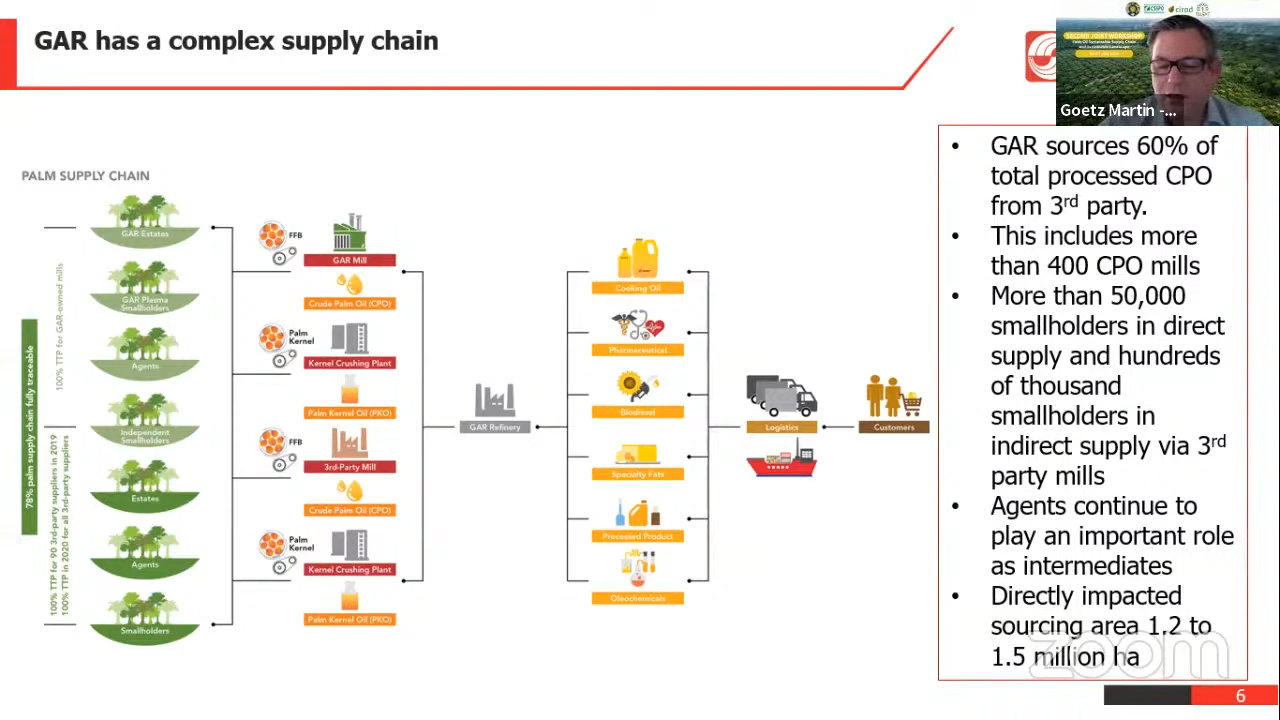 GAR has a complex supply chain
SECOND JOINT WORKSHOP
Goetz Martin -...
PALM SUPPLY CHAIN
78% palm supply chain fully traceable
100% TTP for GAR-owned mills
100% TTP for 90 3rd-party suppliers in 2019
100% TTP in 2020 for all 3rd-party suppliers
GAR Estates
GAR Plasma
Smallholders
Agents
Independent
Smallholders
Estates
Agents
Smallholders
FFB
GAR Mill
Crude Palm Oil (CPO)
Palm
Kernel
Kernel Crushing Plant
Palm Kernel Oil (PKO)
FFB
3rd-Party Mill
Crude Palm Oil (CPO)
Palm
Kernel
Kernel Crushing Plant
Palm Kernel Oil (PKO)
GAR Refinery
Cooking Oil
Pharmaceutical
Biodiesel
Specialty Fats
Processed Product
Oleochemicals
Logistics
Customers
• GAR sources 60% of
total processed CPO
from 3rd party.
• This includes more
than 400 CPO mills
• More than 50,000
smallholders in direct
supply and hundreds
of thousand
smallholders in
indirect supply via 3rd
party mills
• Agents continue to
play an important role
as intermediates
• Directly impacted
sourcing area 1.2 to
1.5 million ha
zoom
6